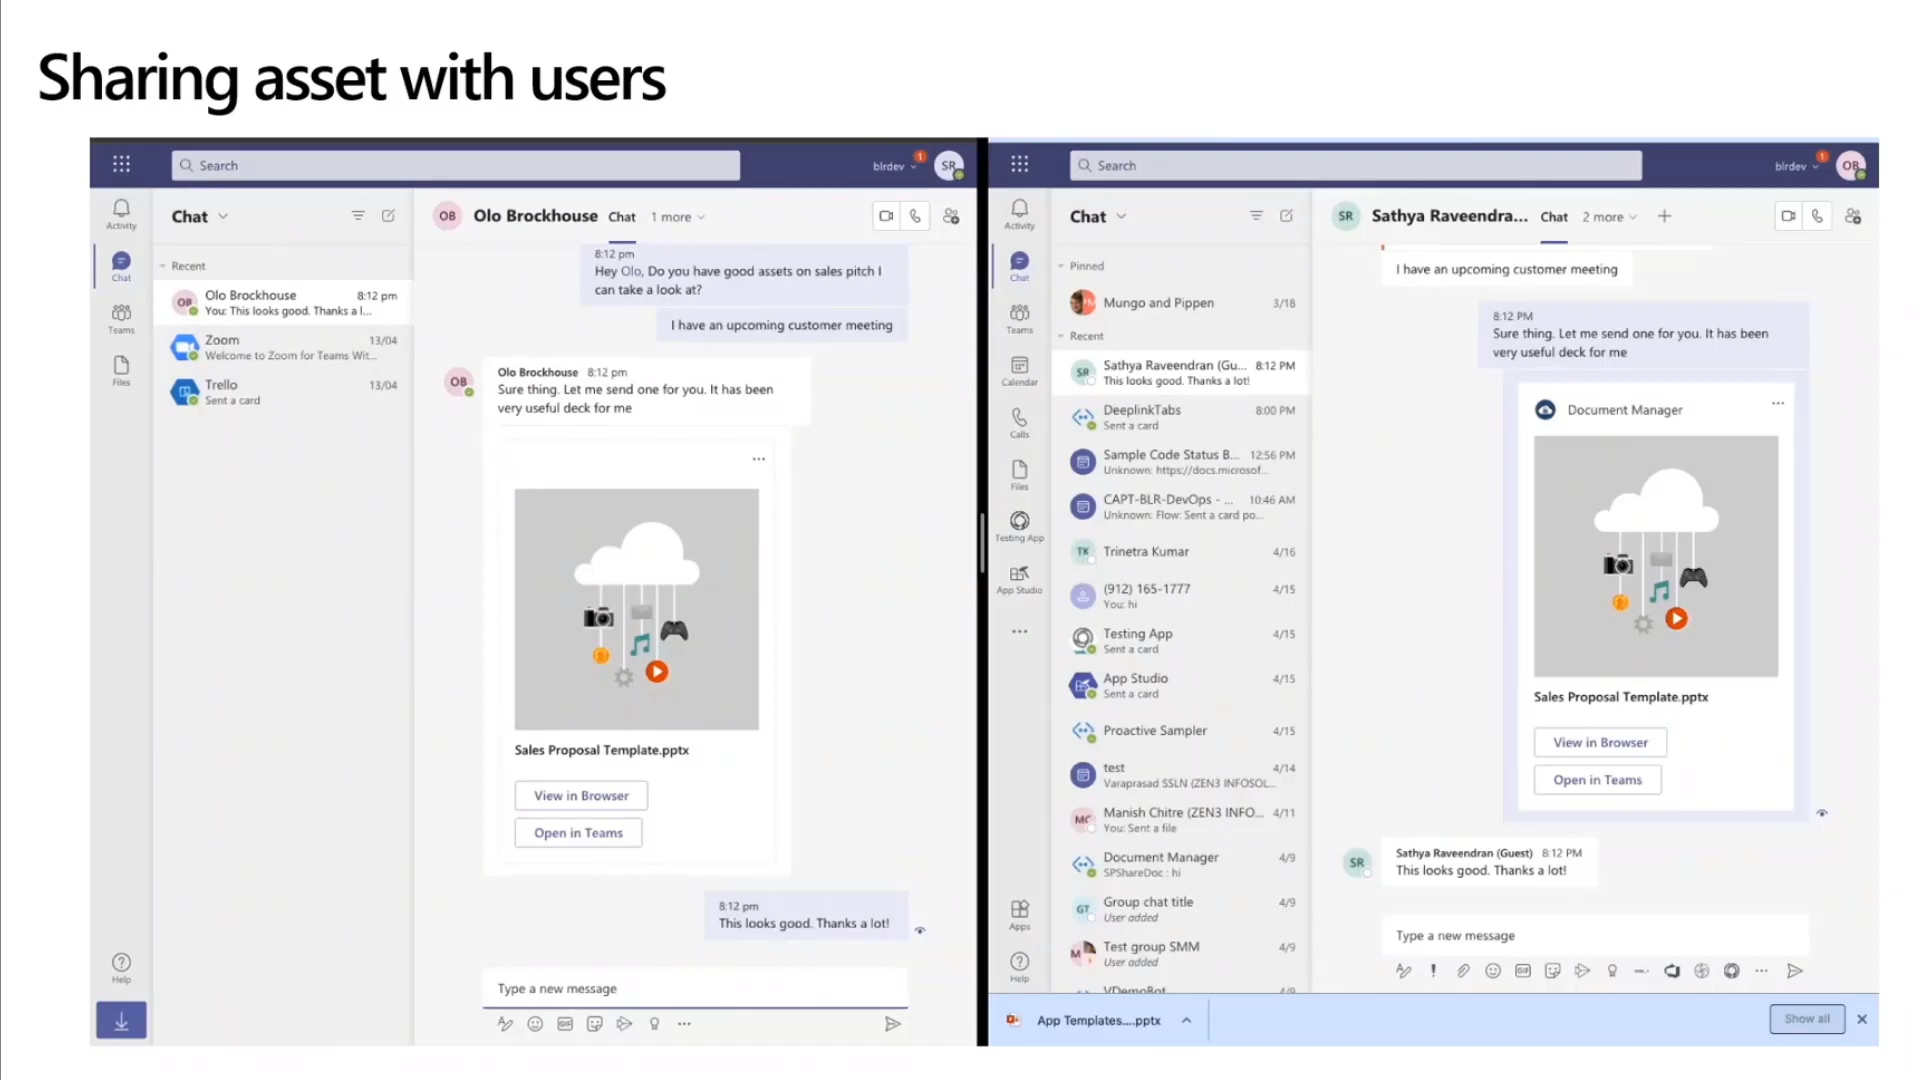 Sharing asset with users
Search
blrdev
1
SR
Activity
Chat
Teams
Files
Help
Chat
Recent
OB
Olo Brockhouse 8:12 pm
You: This looks good. Thanks a l...
Zoom 13/04
Welcome to Zoom for Teams Wit...
Trello 13/04
Sent a card
OB Olo Brockhouse Chat 1 more
8:12 pm
Hey Olo, Do you have good assets on sales pitch I
can take a look at?
I have an upcoming customer meeting
OB
Olo Brockhouse 8:12 pm
Sure thing. Let me send one for you. It has been
very useful deck for me
...
Sales Proposal Template.pptx
View in Browser
Open in Teams
8:12 pm
This looks good. Thanks a lot!
Type a new message
GIF
...
Search
blrdev
1
OB
Activity
Chat
Teams
Calendar
Calls
Files
Testing App
App Studio
...
Apps
Help
Chat
Pinned
Mungo and Pippen 3/18
Recent
SR
Sathya Raveendran (Gu... 8:12 PM
This looks good. Thanks a lot!
DeeplinkTabs 8:00 PM
Sent a card
Sample Code Status B... 12:56 PM
Unknown: https://docs.microsof...
CAPT-BLR-DevOps - ... 10:46 AM
Unknown: Flow: Sent a card po...
TK Trinetra Kumar 4/16
(912) 165-1777 4/15
You: hi
Testing App 4/15
Sent a card
App Studio 4/15
Sent a card
Proactive Sampler 4/15
test 4/14
Varaprasad SSLN (ZEN3 INFOSOL...
MC
Manish Chitre (ZEN3 INFO... 4/11
You: Sent a file
Document Manager 4/9
SPShareDoc : hi
GT
Group chat title 4/9
User added
M
Test group SMM 4/9
User added
VDemoBot 4/9
SR Sathya Raveendra... Chat 2 more
I have an upcoming customer meeting
8:12 PM
Sure thing. Let me send one for you. It has been
very useful deck for me
Document Manager ...
Sales Proposal Template.pptx
View in Browser
Open in Teams
SR
Sathya Raveendran (Guest) 8:12 PM
This looks good. Thanks a lot!
Type a new message
GIF
...
App Templates....pptx
Show all